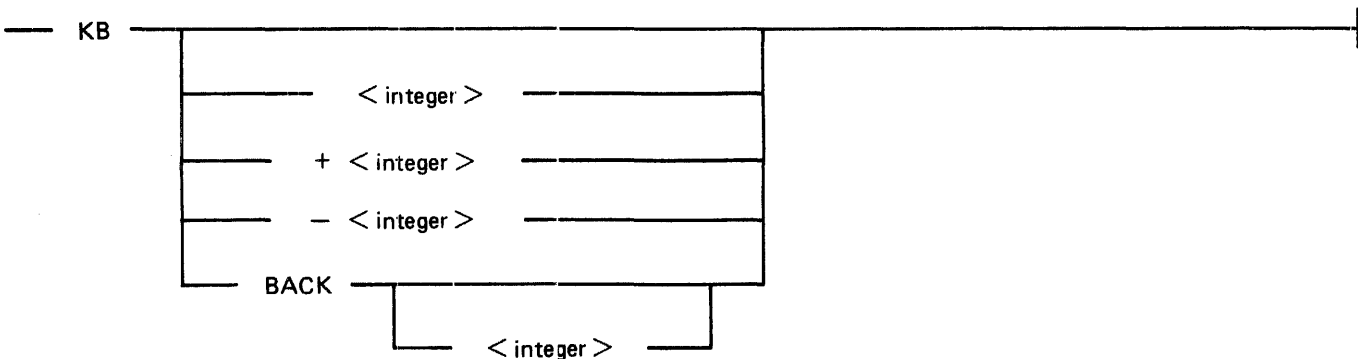 KB
< integer >
+ < integer >
− < integer >
BACK
< integer >